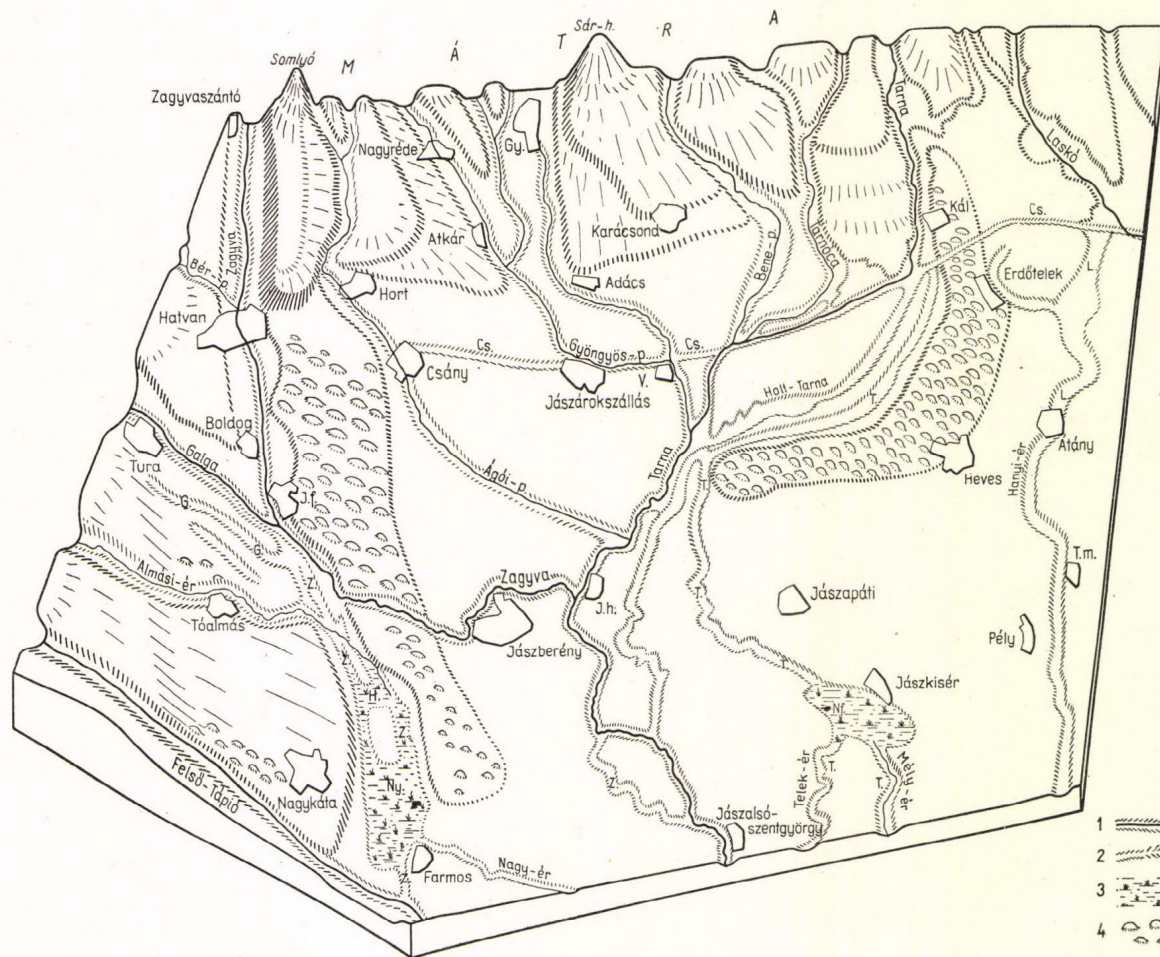 M Á T R A
Somlyó
Sár-h.
Zagyvaszántó
Nagyréde
Gy.
Tarna
Laskó
Zagyva
Bér-p.
Atkár
Karácsond
Bene-p.
Tarnóca
Kál
Cs.
Hatvan
Hort
Adács
Erdőtelek
L.
Cs.
Csány
Gyöngyös-p.
Cs.
V.
Jászárokszállás
Holt-Tarna
T.
L.
Boldog
Tura
Galga
J.f.
G.
G.
Ágói-p.
Tarna
T.
Heves
Hanyi-ér
Atány
Almási-ér
Tóalmás
Z.
Zagyva
Jászberény
J.h.
T.
Jászapáti
T.m.
Pély
Z.
H.
Z.
Ny.
T.
Jászkisér
Nf.
Nagykáta
Felső-Tápió
Z.
Farmos
Nagy-ér
Z.
Jászalsó-
szentgyörgy
Telek-ér
T.
T.
Mély-ér
1
2
3
4